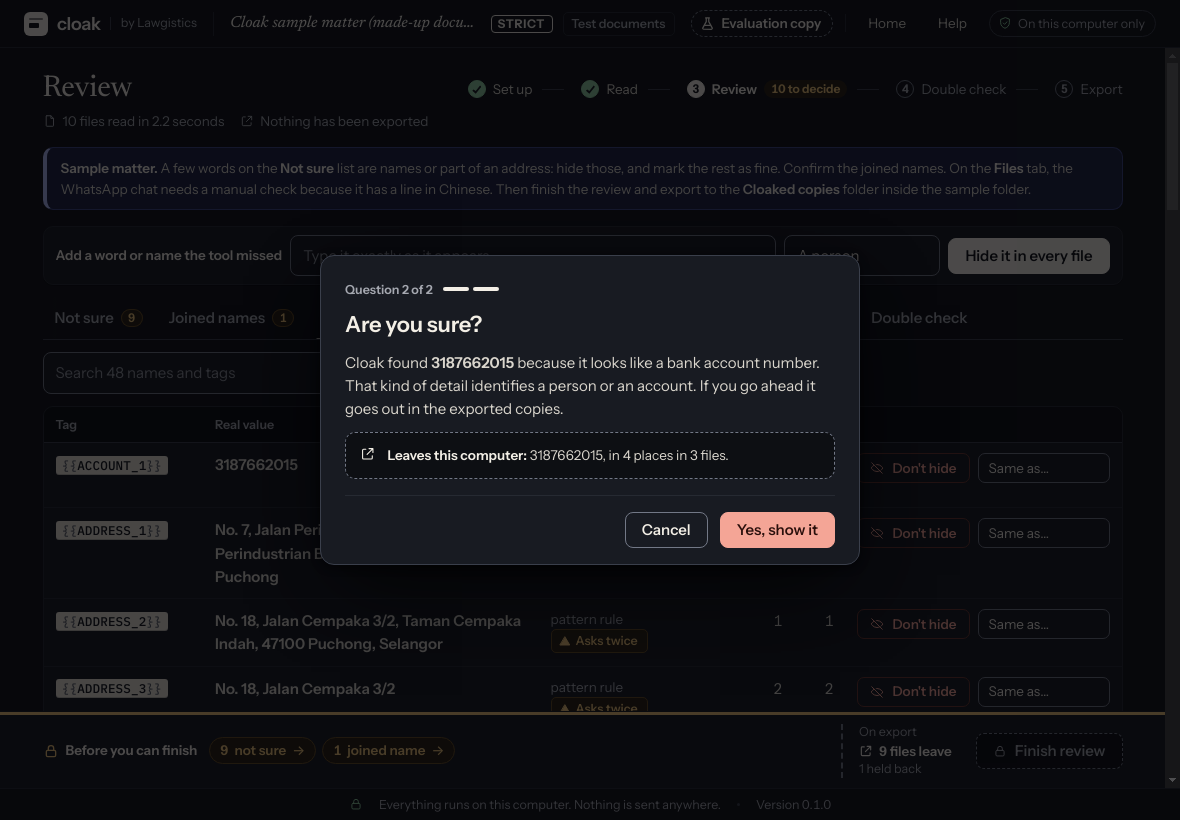 cloak by Lawgistics Cloak sample matter (made-up docu... STRICT Test documents Evaluation copy Home Help On this computer only
Review
Set up Read 3 Review 10 to decide 4 Double check 5 Export
10 files read in 2.2 seconds Nothing has been exported
Sample matter. A few words on the Not sure list are names or part of an address: hide those, and mark the rest as fine. Confirm the joined names. On the Files tab, the
WhatsApp chat needs a manual check because it has a line in Chinese. Then finish the review and export to the Cloaked copies folder inside the sample folder.
Add a word or name the tool missed Hide it in every file
Not sure 9 Joined names 1 Double check
Search 48 names and tags
Tag Real value
{{ACCOUNT_1}} 3187662015 Don't hide Same as...
{{ADDRESS_1}} No. 7, Jalan Don't hide Same as...
Perindustrian
Puchong
Question 2 of 2
Are you sure?
Cloak found 3187662015 because it looks like a bank account number.
That kind of detail identifies a person or an account. If you go ahead it
goes out in the exported copies.
Leaves this computer: 3187662015, in 4 places in 3 files.
Cancel Yes, show it
{{ADDRESS_2}} No. 18, Jalan Cempaka 3/2, Taman Cempaka pattern rule 1 1 Don't hide Same as...
Indah, 47100 Puchong, Selangor Asks twice
{{ADDRESS_3}} No. 18, Jalan Cempaka 3/2 pattern rule 2 2 Don't hide Same as...
Asks twice
Before you can finish 9 not sure → 1 joined name →
On export
9 files leave
1 held back
Finish review
Everything runs on this computer. Nothing is sent anywhere. · Version 0.1.0